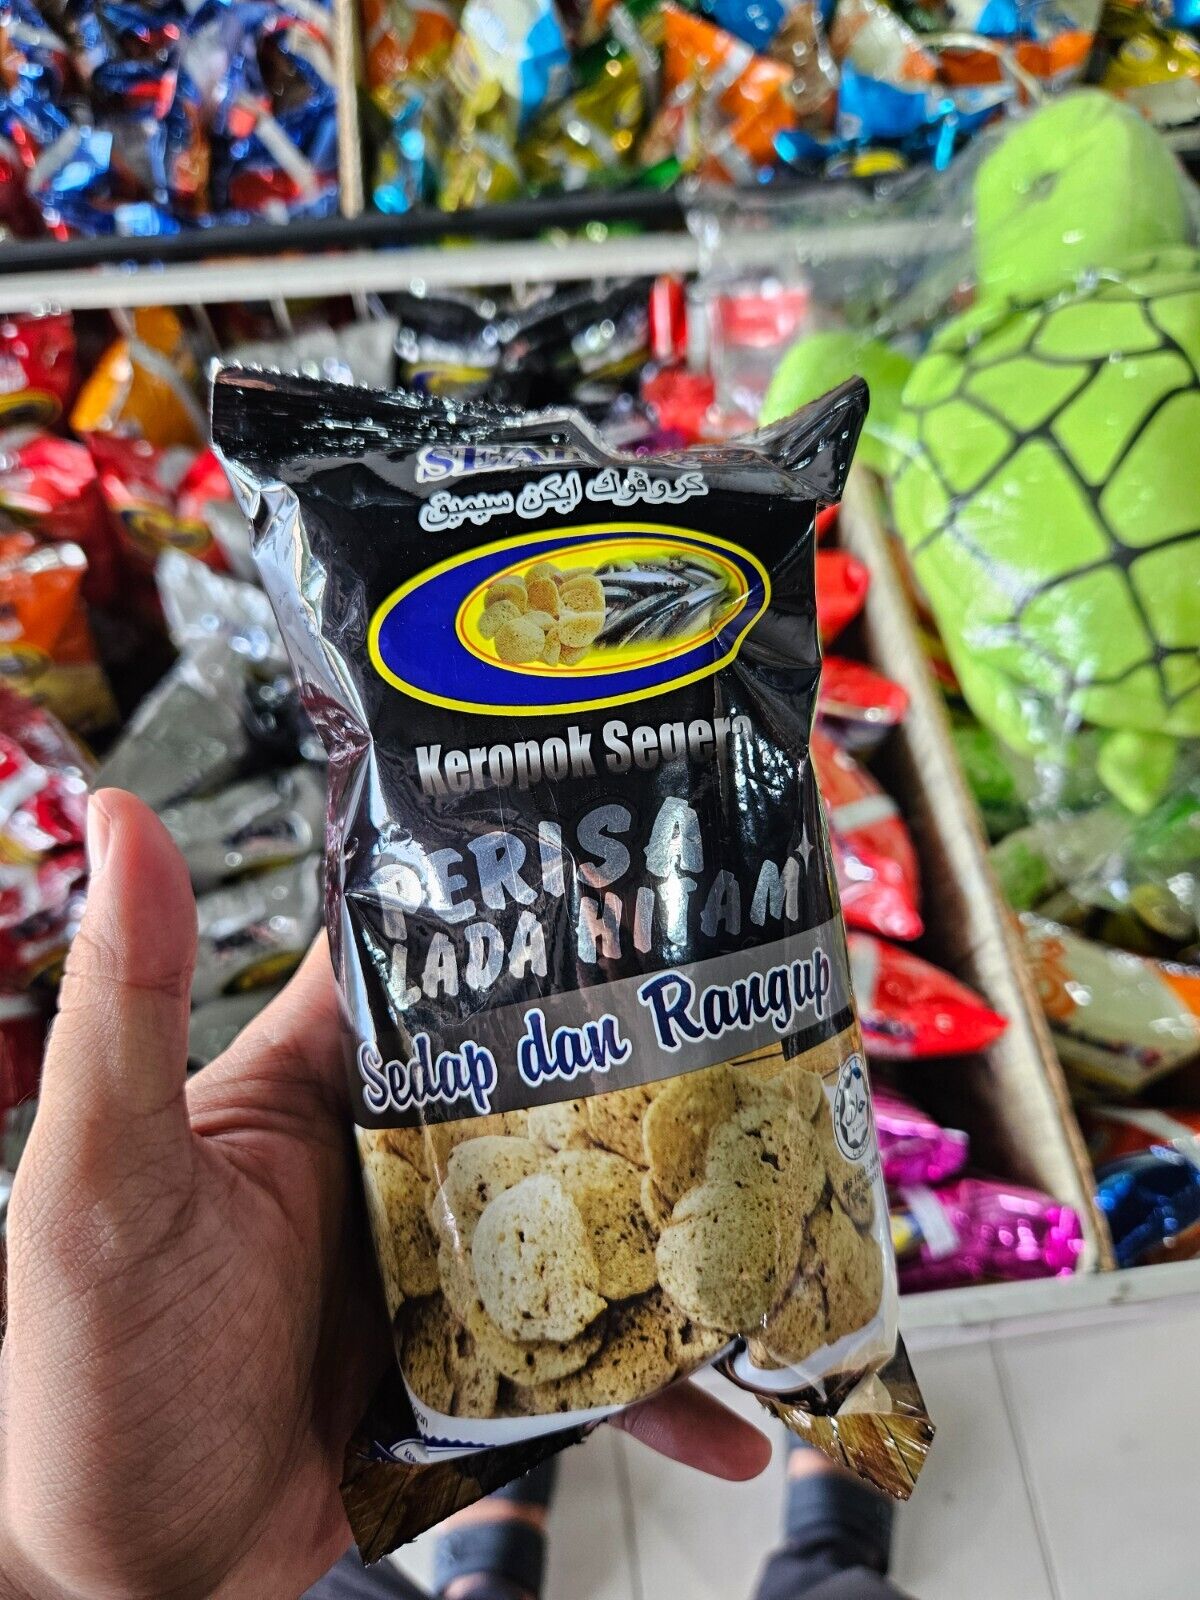 كروڤوك ايكن سيميق
Keropok Segera
PERISA
LADA HITAM
Sedap dan Rangup